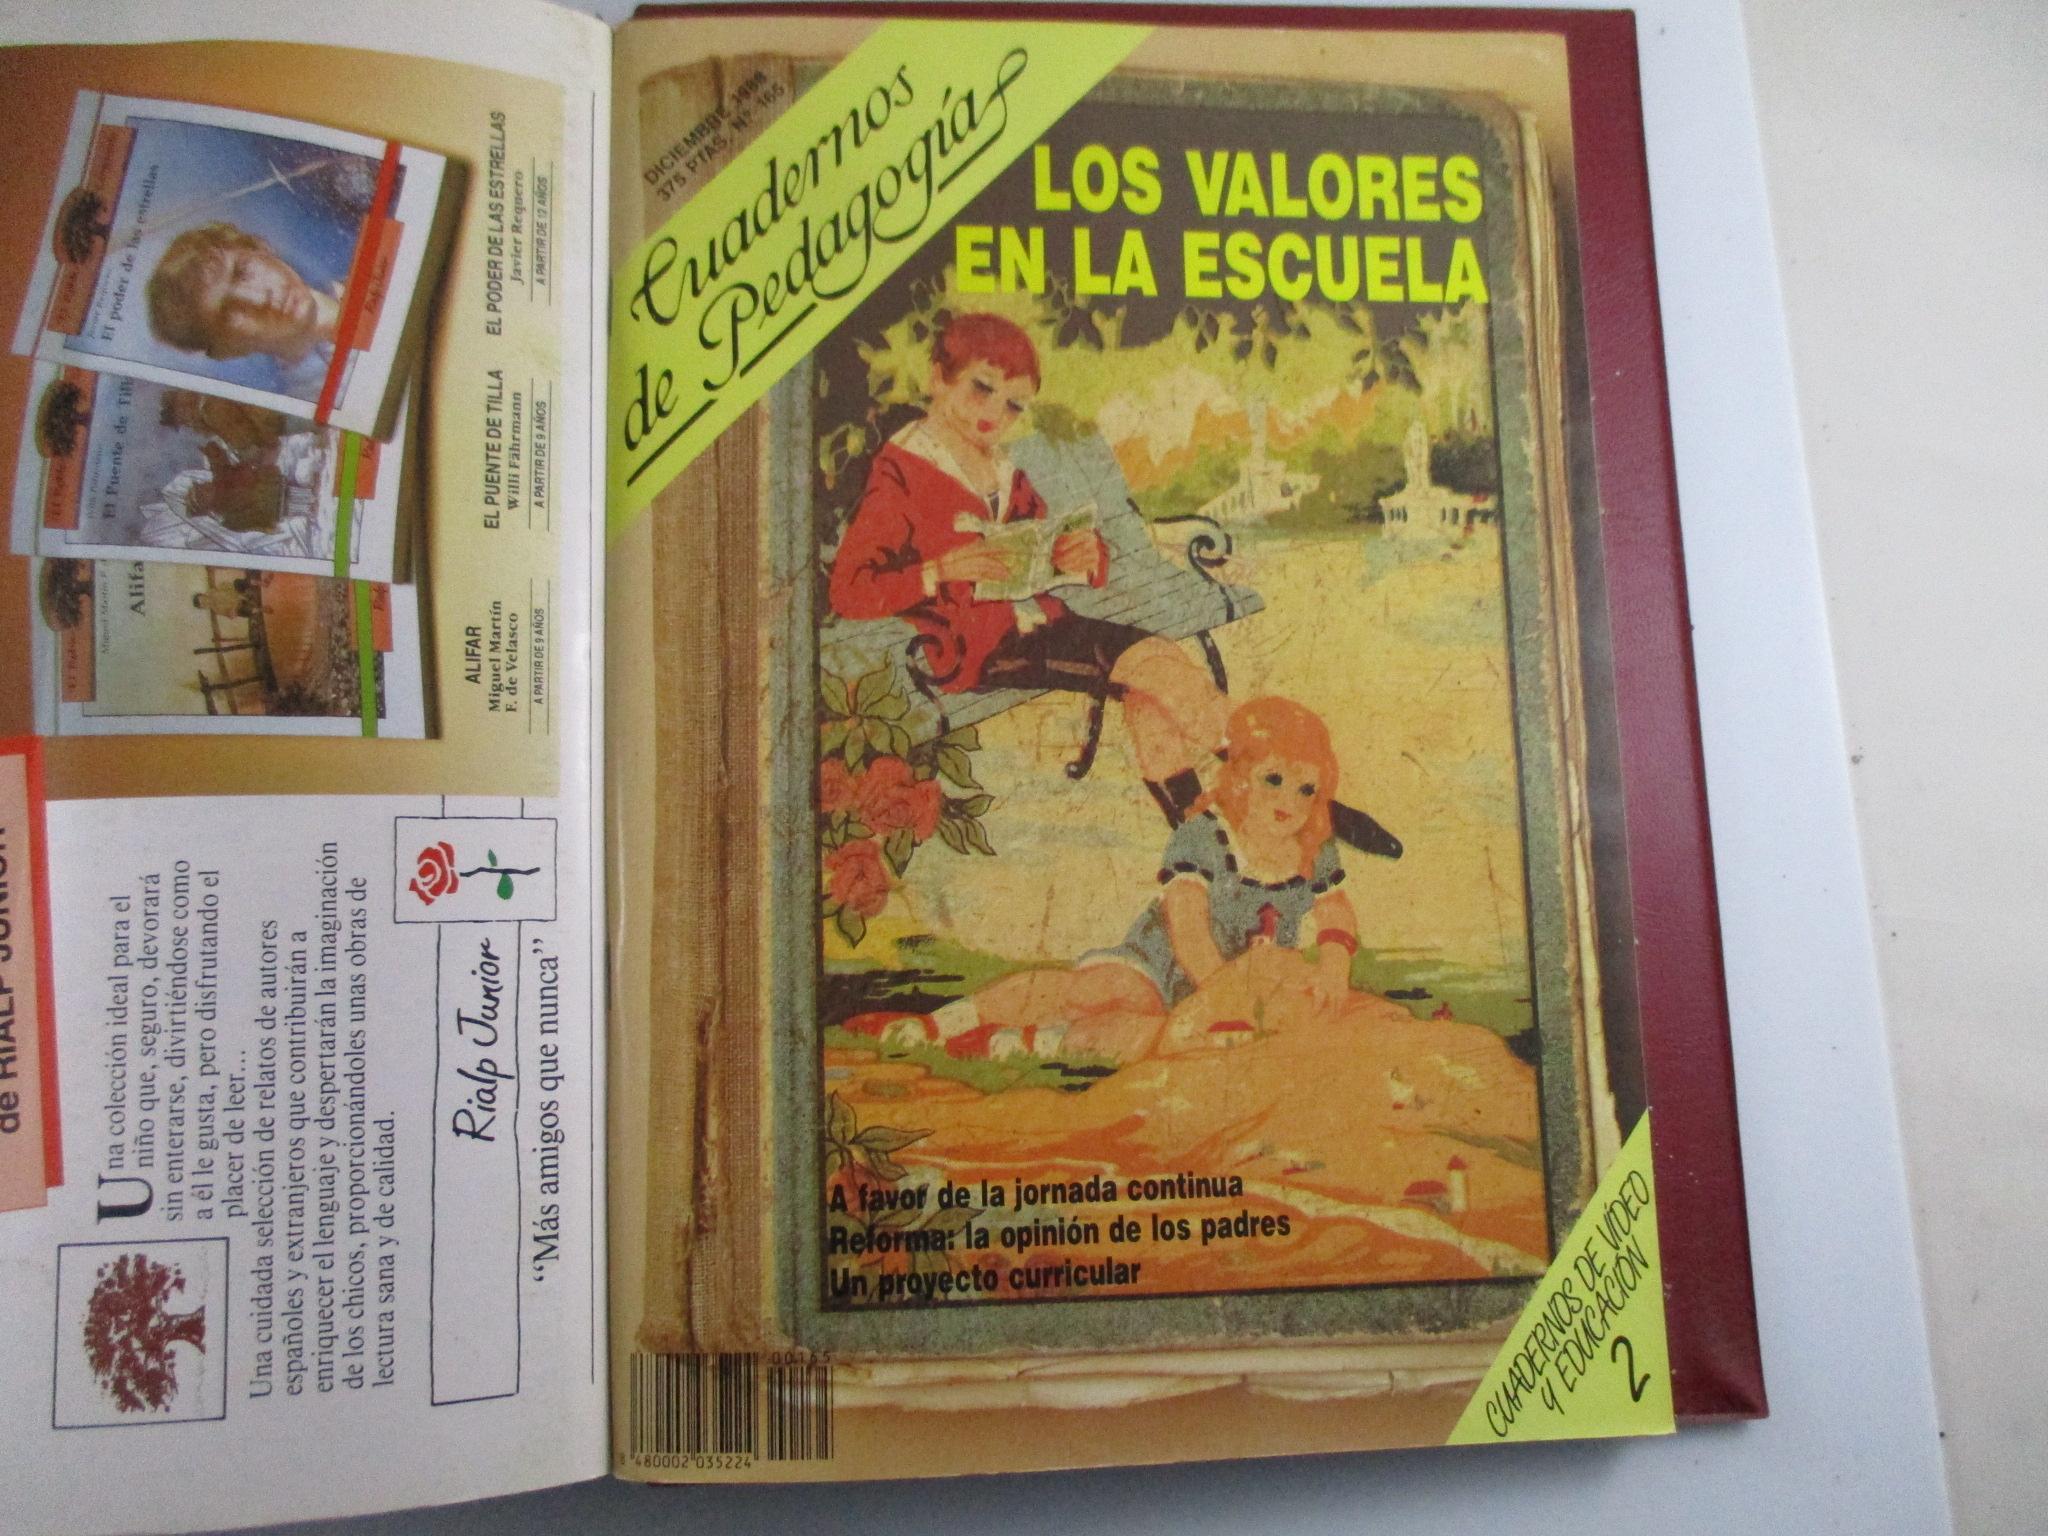 El poder de las estrellas
El Puente de
EL PODER DE LAS ESTRELLAS
Javier Requero
A PARTIR DE 12 AÑOS
EL PUENTE DE TILLA
Willi Fährmann
A PARTIR DE 9 AÑOS
ALIFAR
Miguel Martín
F. de Velasco
A PARTIR DE 9 AÑOS
de RIALP JUNIOR
Una colección ideal para el
niño que, seguro, devorará
sin enterarse, divirtiéndose como
a él le gusta, pero disfrutando el
placer de leer...
Una cuidada selección de relatos de autores
españoles y extranjeros que contribuirán a
enriquecer el lenguaje y despertarán la imaginación
de los chicos, proporcionándoles unas obras de
lectura sana y de calidad.
Rialp Junior
“Más amigos que nunca”
DICIEMBRE 1988
375 PTAS. N.º 165
Cuadernos
de Pedagogía
LOS VALORES
EN LA ESCUELA
A favor de la jornada continua
Reforma: la opinión de los padres
Un proyecto curricular
CUADERNOS DE VÍDEO
Y EDUCACIÓN
2
00165
8 480002 035224